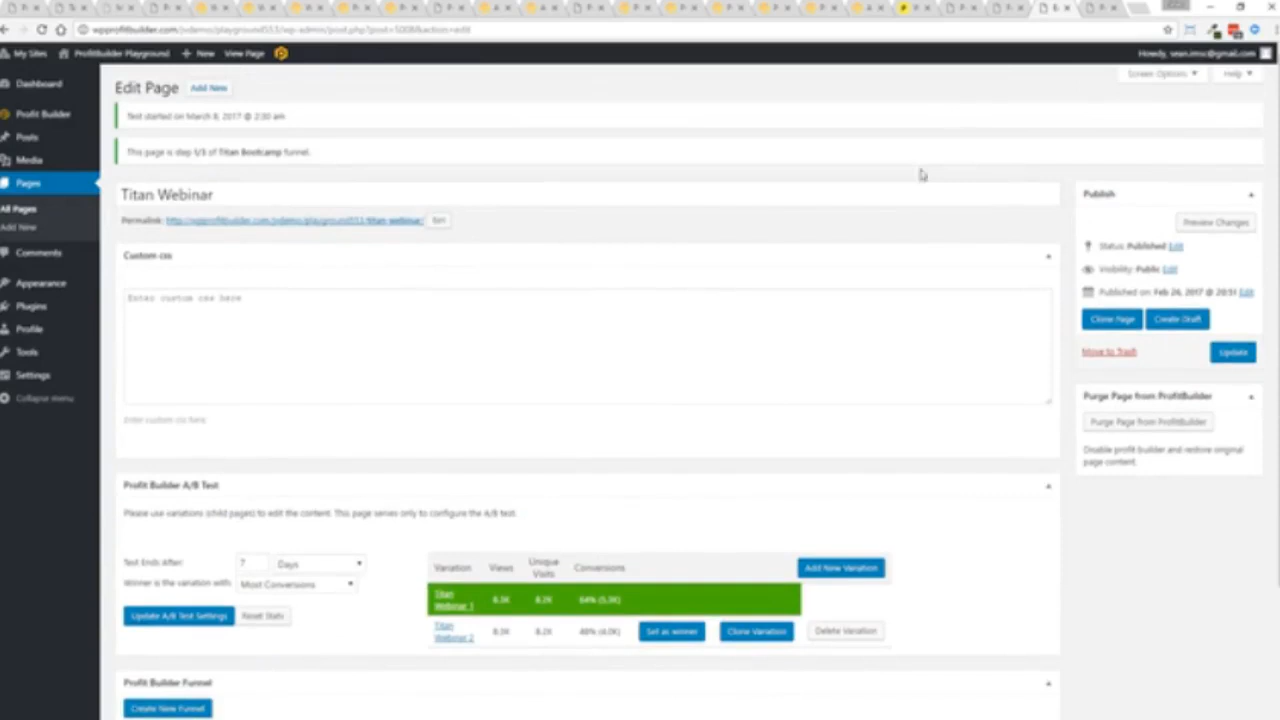 wpprofitbuilder.com/
My Sites ProfitBuilder Playground New View Page
Howdy, sean.imsc@gmail.com
Screen Options Help
Dashboard
Profit Builder
Posts
Media
Pages
All Pages
Add New
Comments
Appearance
Plugins
Profile
Tools
Settings
Collapse menu
Edit Page Add New
Test started on March 8, 2017 @ 2:30 am
This page is step 1/3 of Titan Bootcamp funnel.
Titan Webinar
Permalink: Edit
Custom css
Enter custom css here
Enter custom css here.
Profit Builder A/B Test
Please use variations (child pages) to edit the content. This page serves only to configure the A/B test.
Test Ends After: 7 Days
Winner is the variation with: Most Conversions
Update A/B Test Settings Reset Stats
Variation Views Unique Visits Conversions Add New Variation
Titan Webinar 1 8.3K 8.2K 64% (5.3K)
Titan Webinar 2 8.3K 8.2K 48% (4.0K) Set as winner Clone Variation Delete Variation
Profit Builder Funnel
Create New Funnel
Publish
Preview Changes
Status: Published Edit
Visibility: Public Edit
Published on: Feb 26, 2017 @ 20:51 Edit
Clone Page Create Draft
Move to Trash Update
Purge Page from ProfitBuilder
Purge Page from ProfitBuilder
Disable profit builder and restore original
page content.